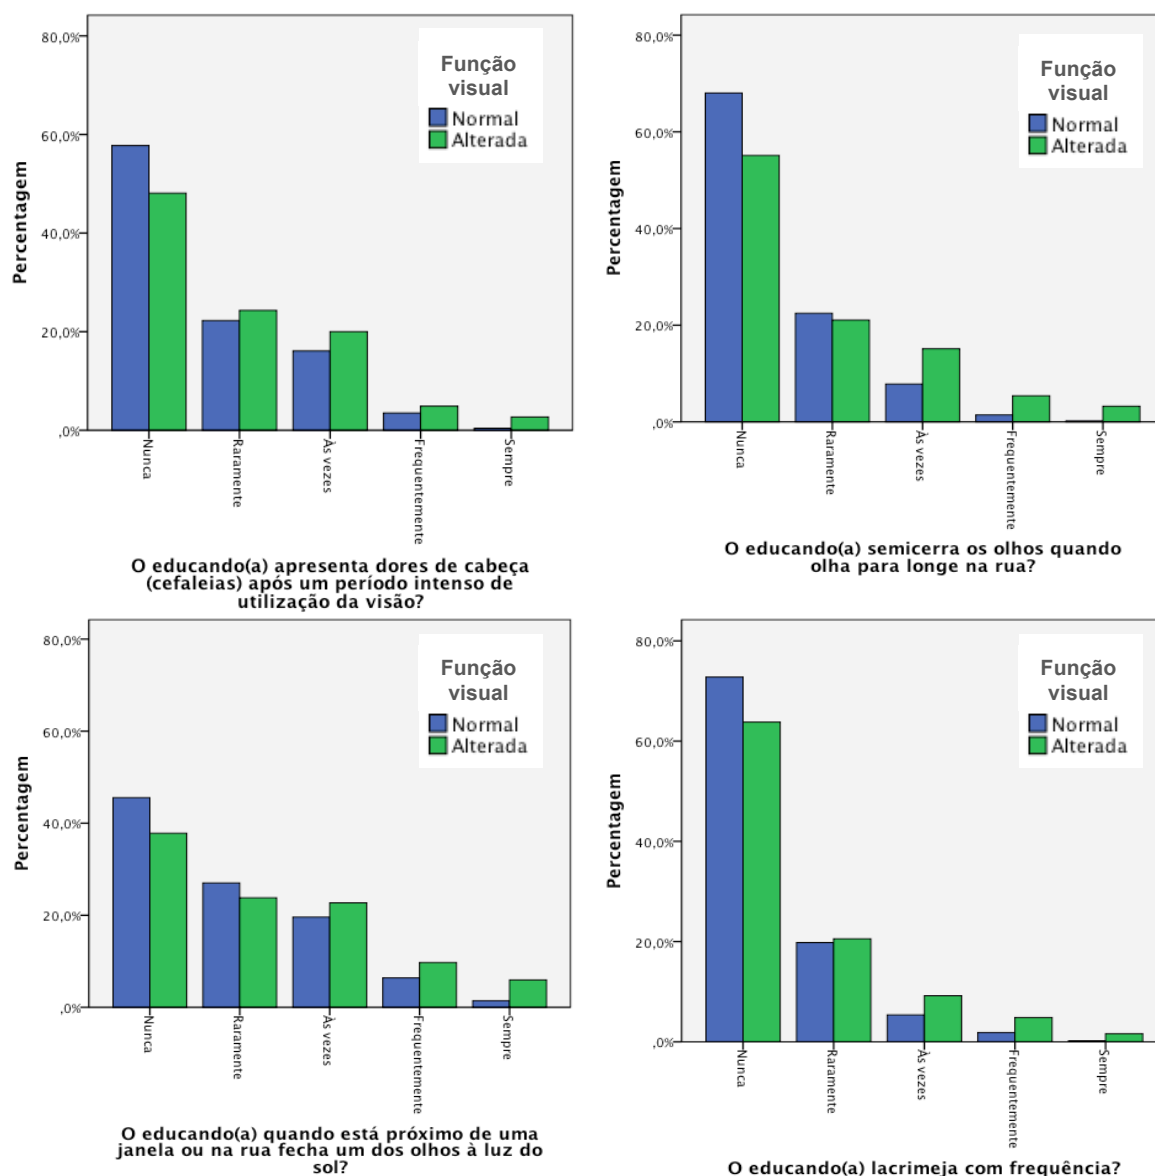 80,0%
60,0%
40,0%
20,0%
,0%
Percentagem
Função
visual
Normal
Alterada
Nunca
Raramente
Às vezes
Frequentemente
Sempre
O educando(a) apresenta dores de cabeça
(cefaleias) após um período intenso de
utilização da visão?
80,0%
60,0%
40,0%
20,0%
,0%
Percentagem
Função
visual
Normal
Alterada
Nunca
Raramente
Às vezes
Frequentemente
Sempre
O educando(a) semicerra os olhos quando
olha para longe na rua?
80,0%
60,0%
40,0%
20,0%
,0%
Percentagem
Função
visual
Normal
Alterada
Nunca
Raramente
Às vezes
Frequentemente
Sempre
O educando(a) quando está próximo de uma
janela ou na rua fecha um dos olhos à luz do
sol?
80,0%
60,0%
40,0%
20,0%
,0%
Percentagem
Função
visual
Normal
Alterada
Nunca
Raramente
Às vezes
Frequentemente
Sempre
O educando(a) lacrimeja com frequência?